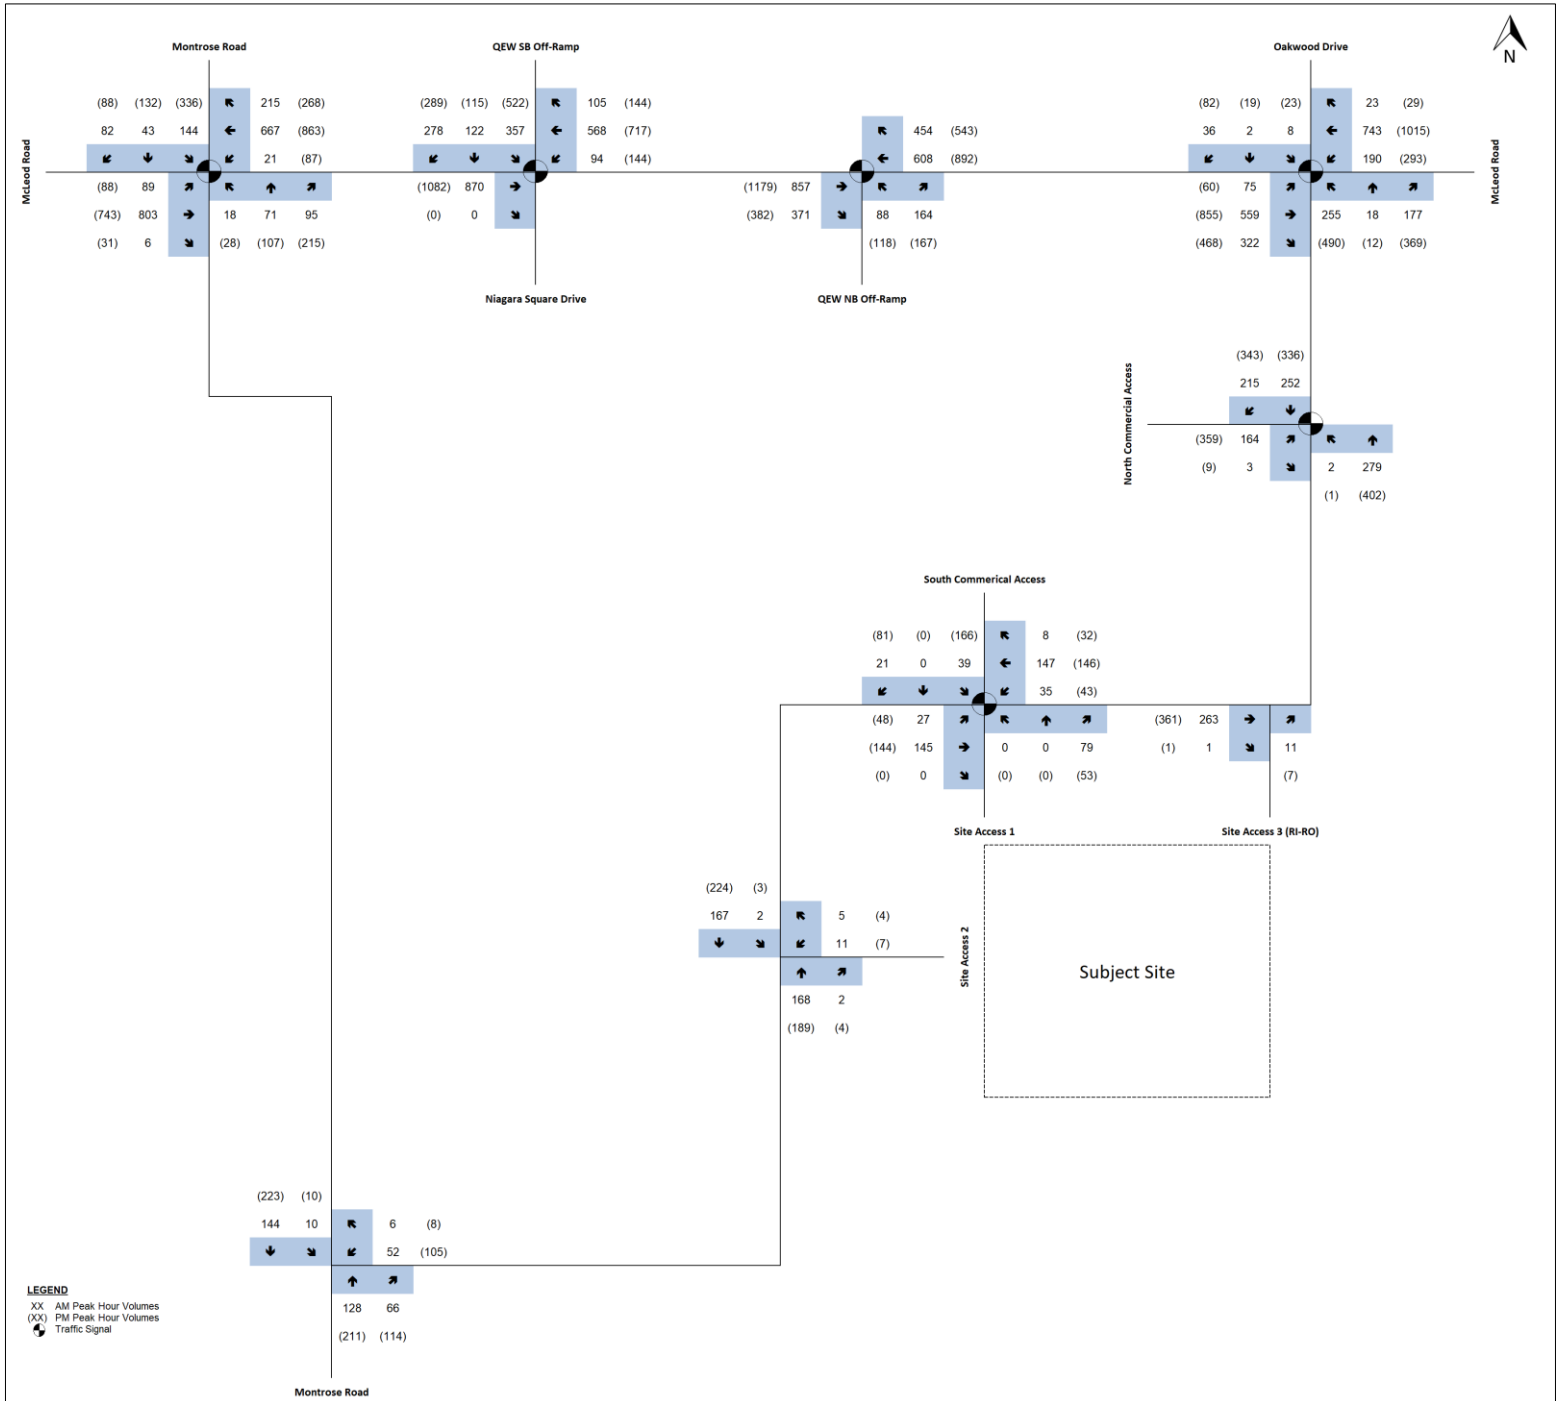 Montrose Road
QEW SB Off-Ramp
Oakwood Drive
N
(88) (132) (336) 215 (268)
82 43 144 667 (863)
21 (87)
(88) 89
(743) 803 18 71 95
(31) 6 (28) (107) (215)
McLeod Road
(289) (115) (522) 105 (144)
278 122 357 568 (717)
94 (144)
(1082) 870
(0) 0
Niagara Square Drive
454 (543)
608 (892)
(1179) 857
(382) 371 88 164
(118) (167)
QEW NB Off-Ramp
(82) (19) (23) 23 (29)
36 2 8 743 (1015)
190 (293)
(60) 75
(855) 559 255 18 177
(468) 322 (490) (12) (369)
McLeod Road
(343) (336)
215 252
North Commercial Access
(359) 164
(9) 3 2 279
(1) (402)
South Commerical Access
(81) (0) (166) 8 (32)
21 0 39 147 (146)
35 (43)
(48) 27
(144) 145 0 0 79
(0) 0 (0) (0) (53)
Site Access 1
(361) 263
(1) 1 11
(7)
Site Access 3 (RI-RO)
(224) (3)
167 2 5 (4)
11 (7)
168 2
(189) (4)
Site Access 2
Subject Site
(223) (10)
144 10 6 (8)
52 (105)
128 66
(211) (114)
Montrose Road
LEGEND
XX AM Peak Hour Volumes
(XX) PM Peak Hour Volumes
Traffic Signal